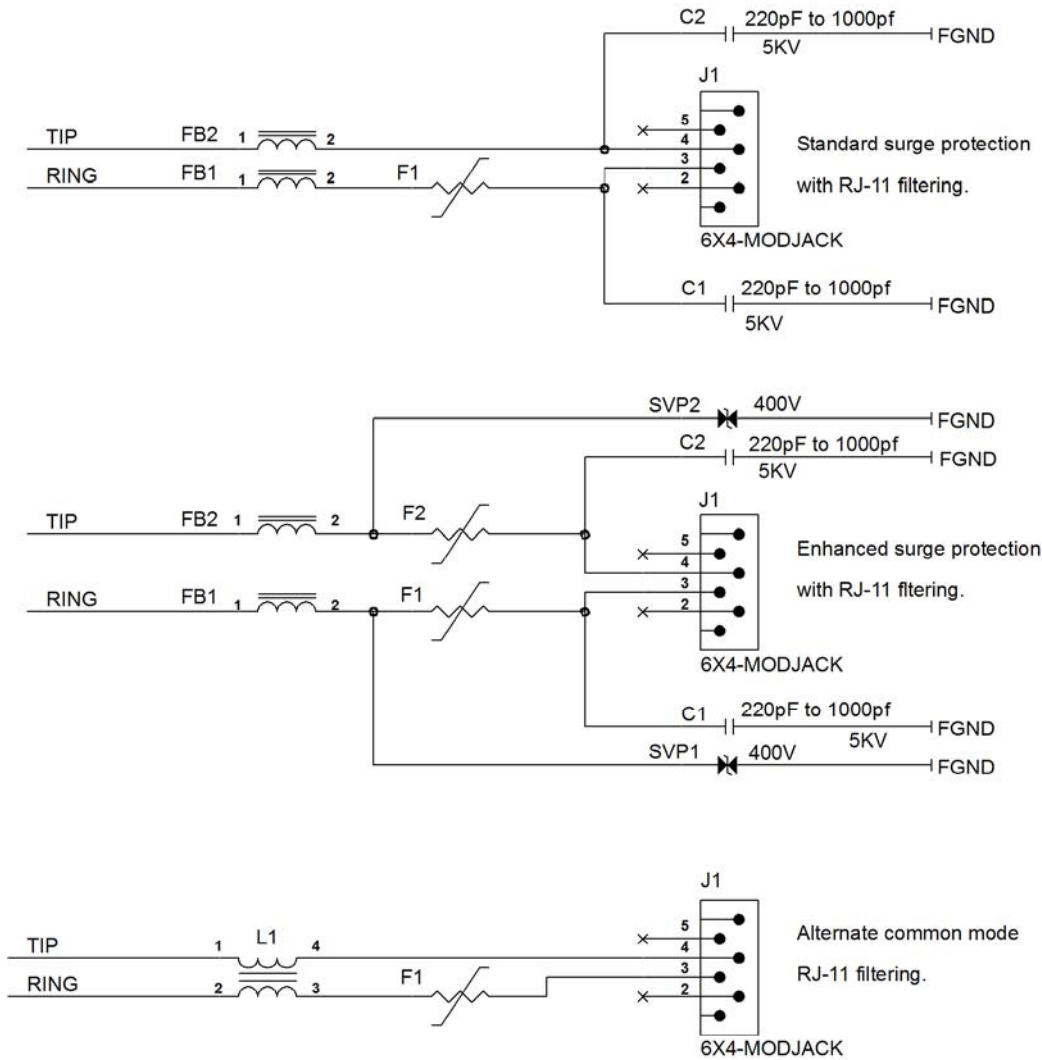 C2 220pF to 1000pf
5KV
FGND
J1
TIP FB2 1 2
RING FB1 1 2 F1
5
4
3
2
Standard surge protection
with RJ-11 filtering.
6X4-MODJACK
C1 220pF to 1000pf
5KV
FGND
SVP2 400V
FGND
C2 220pF to 1000pf
5KV
FGND
J1
TIP FB2 1 2 F2
RING FB1 1 2 F1
5
4
3
2
Enhanced surge protection
with RJ-11 fltering.
6X4-MODJACK
C1 220pF to 1000pf
5KV
FGND
SVP1 400V
FGND
J1
TIP 1 L1 4
RING 2 3 F1
5
4
3
2
Alternate common mode
RJ-11 filtering.
6X4-MODJACK